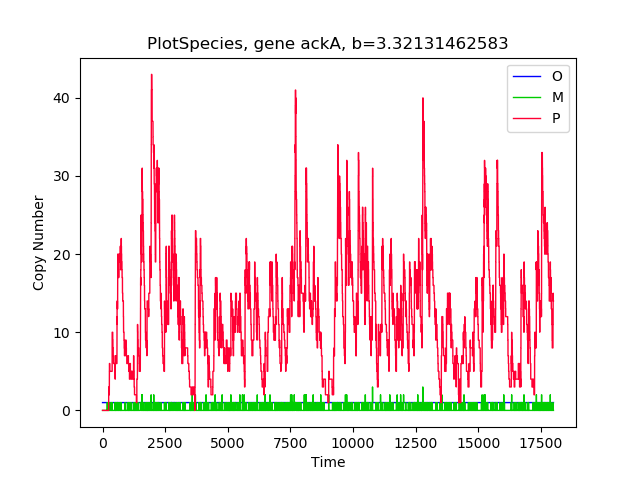 PlotSpecies, gene ackA, b=3.32131462583
O
M
P
40
30
20
10
0
Copy Number
0 2500 5000 7500 10000 12500 15000 17500
Time